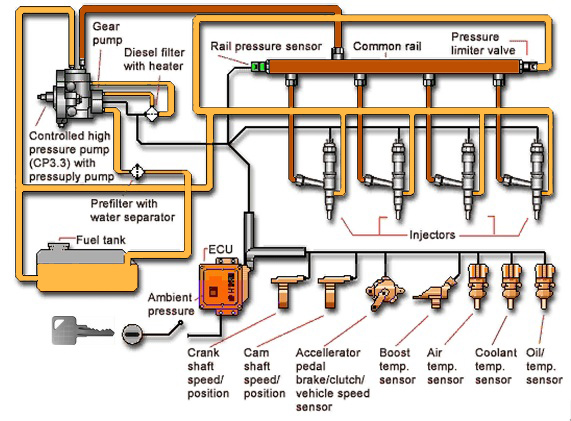 Gear
pump
Diesel filter
with heater
Rail pressure sensor
Common rail
Pressure
limiter valve
Controlled high
pressure pump
(CP3.3) with
pressuply pump
Prefilter with
water separator
Injectors
Fuel tank
ECU
Ambient
pressure
Crank
shaft
speed/
position
Cam
shaft
speed/
position
Accellerator
pedal
brake/clutch/
vehicle speed
sensor
Boost
temp.
sensor
Air
temp.
sensor
Coolant
temp.
sensor
Oil/
temp.
sensor